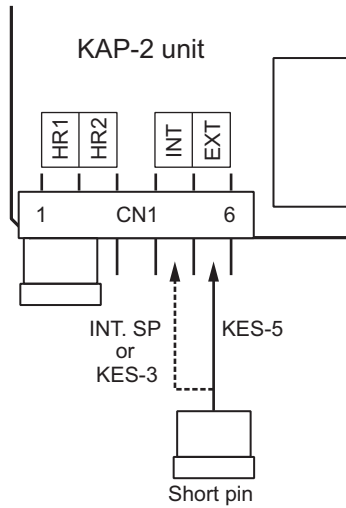 KAP-2 unit
HR1
HR2
INT
EXT
1 CN1 6
INT. SP
or
KES-3
KES-5
Short pin